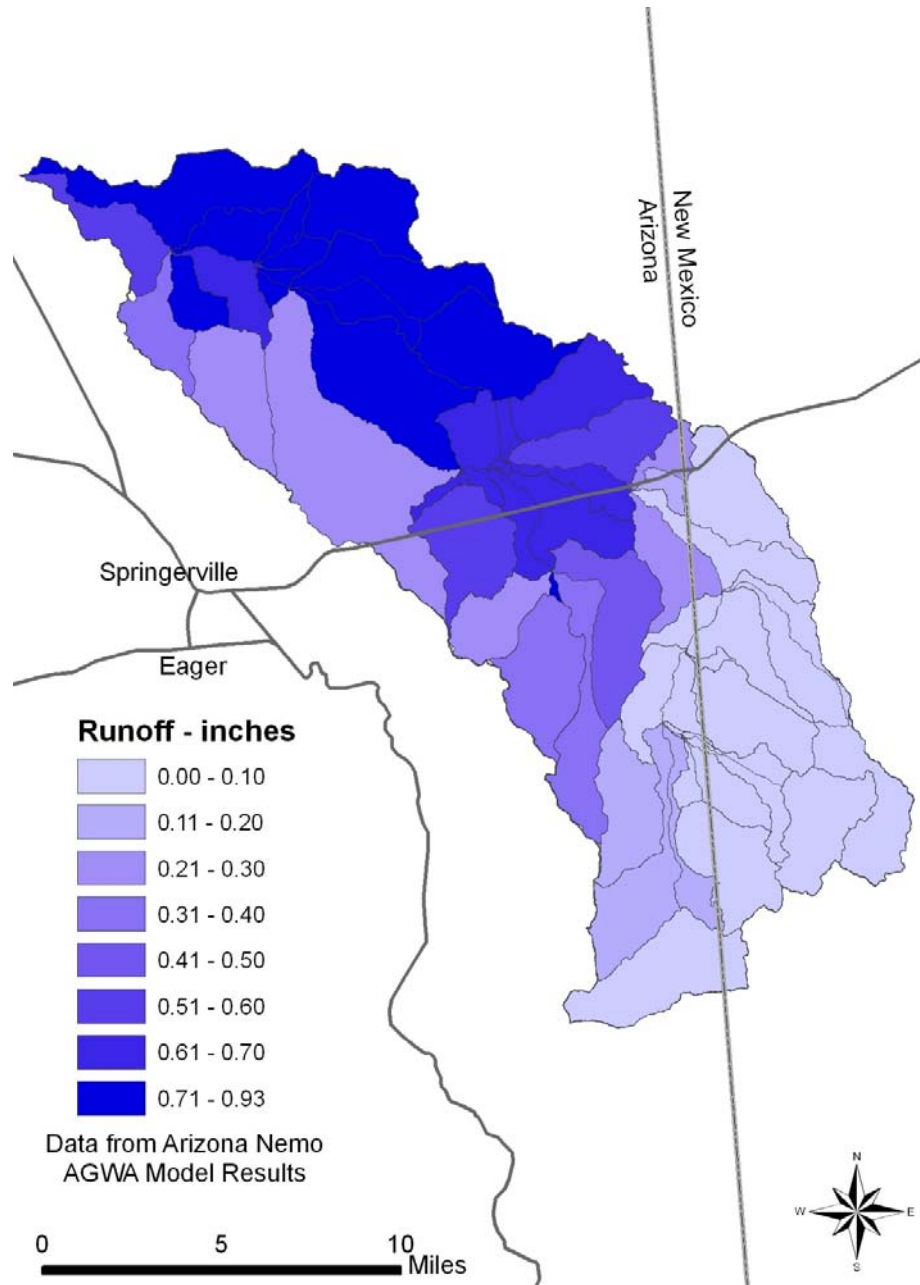 New Mexico
Arizona
Springerville
Eager
Runoff - inches
0.00 - 0.10
0.11 - 0.20
0.21 - 0.30
0.31 - 0.40
0.41 - 0.50
0.51 - 0.60
0.61 - 0.70
0.71 - 0.93
Data from Arizona Nemo
AGWA Model Results
N
W E
S
0 5 10
Miles